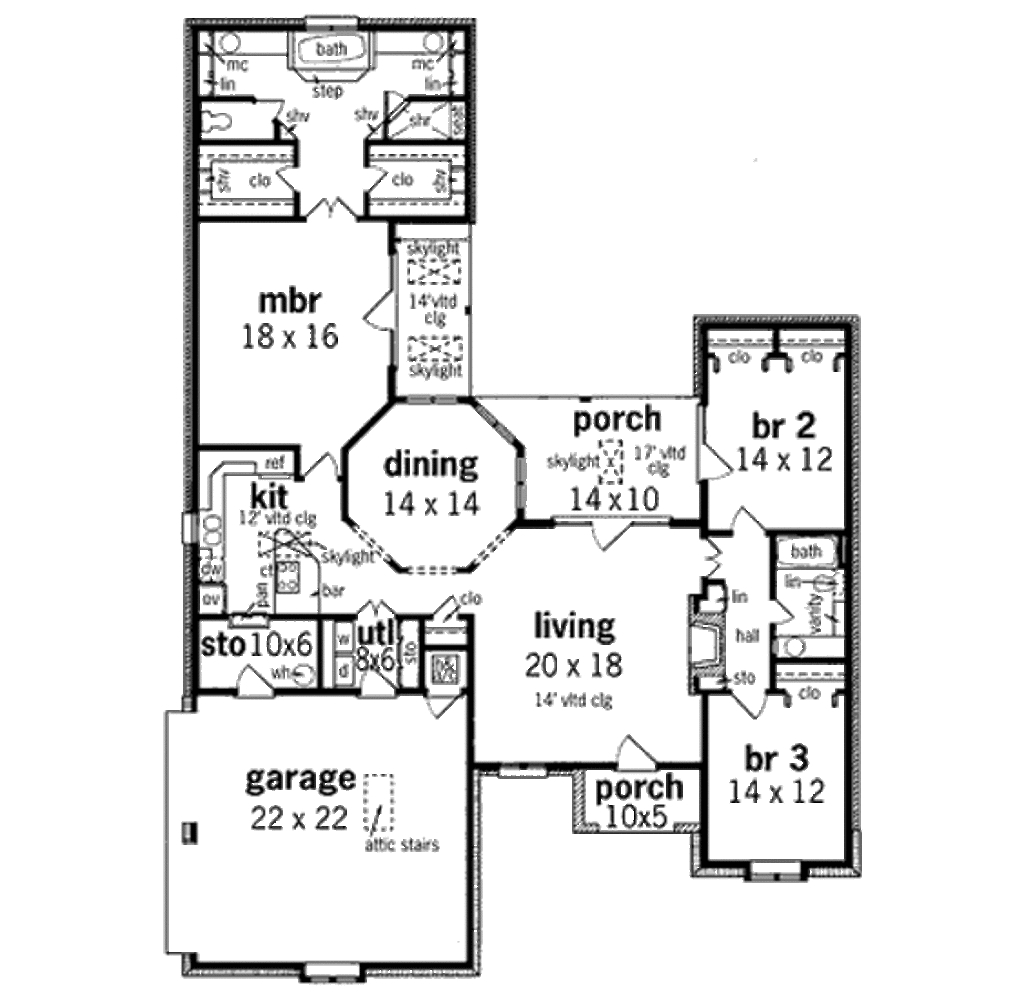 bath
mc
mc
lin
lin
step
shv
shv
shr
seat
shv
clo
clo
shv
skylight
14' vltd
clg
skylight
mbr
18 x 16
clo
clo
porch
skylight
17' vltd
clg
14 x 10
br 2
14 x 12
dining
14 x 14
ref
kit
12' vltd clg
skylight
dw
ct
bar
ov
pan
bath
lin
vanity
lin
hall
clo
living
20 x 18
14' vltd clg
sto 10x6
wh
w
d
utl
8x6
sto
sto
clo
br 3
14 x 12
garage
22 x 22
attic stairs
porch
10x5